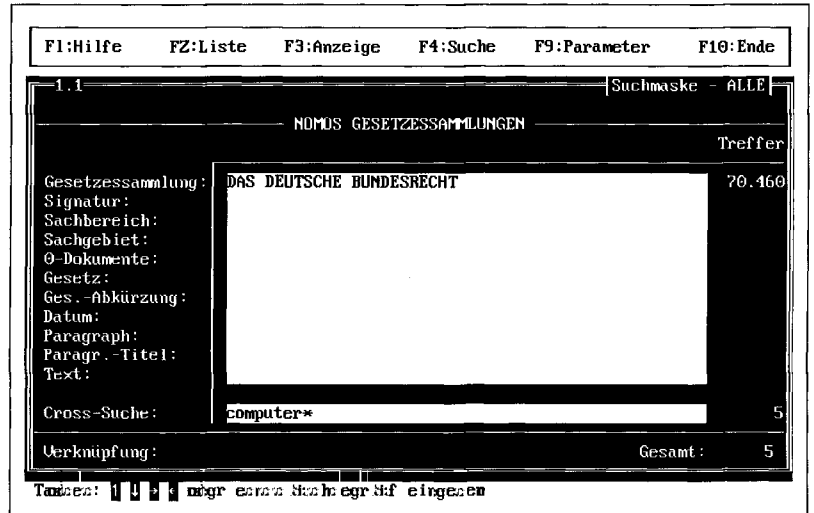 F1:Hilfe F2:Liste F3:Anzeige F4:Suche F9:Parameter F10:Ende
1.1 Suchmaske - ALLE
NOMOS GESETZESSAMMLUNGEN
Treffer
Gesetzessammlung: DAS DEUTSCHE BUNDESRECHT 70.460
Signatur:
Sachbereich:
Sachgebiet:
Θ-Dokumente:
Gesetz:
Ges.-Abkürzung:
Datum:
Paragraph:
Paragr.-Titel:
Text:
Cross-Suche: computer* 5
Verknüpfung: Gesamt: 5
↑ ↓ → ←